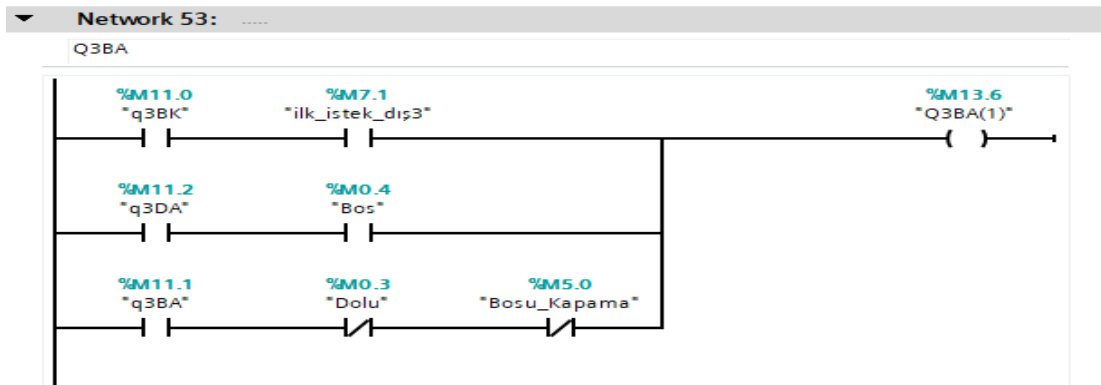 Network 53: .....
Q3BA
%M11.0 %M7.1 %M13.6
"q3BK" "ilk_istek_dış3" "Q3BA(1)"
%M11.2 %M0.4
"q3DA" "Bos"
%M11.1 %M0.3 %M5.0
"q3BA" "Dolu" "Bosu_Kapama"